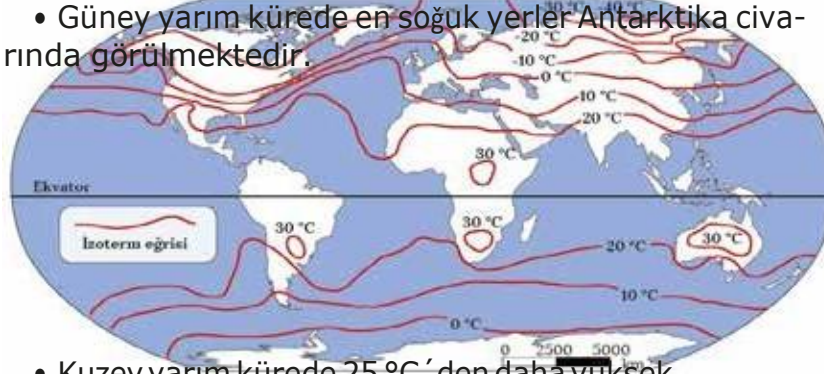 • Güney yarım kürede en soğuk yerler Antarktika civa-
rında görülmektedir.
-20 °C
-10 °C
0 °C
10 °C
20 °C
30 °C
Ekvator
30 °C
30 °C
30 °C
İzoterm eğrisi
20 °C
10 °C
0 °C
0 2500 5000
km
• Kuzey yarım kürede 25 °C´den daha yüksek